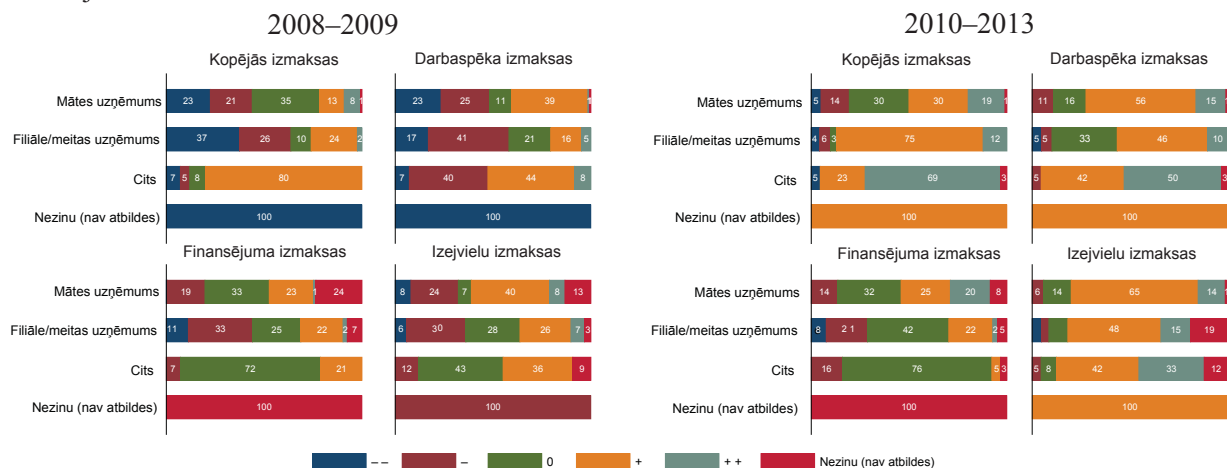 2008–2009
2010–2013
Kopējās izmaksas
Darbaspēka izmaksas
Mātes uzņēmums 23 21 35 13 8 1
23 25 11 39 1
Filiāle/meitas uzņēmums 37 26 10 24 2
17 41 21 16 5
Cits 7 5 8 80
7 40 44 8
Nezinu (nav atbildes) 100
100
Finansējuma izmaksas
Izejvielu izmaksas
Mātes uzņēmums 19 33 23 1 24
8 24 7 40 8 13
Filiāle/meitas uzņēmums 11 33 25 22 2 7
6 30 28 26 7 3
Cits 7 72 21
12 43 36 9
Nezinu (nav atbildes) 100
100
Kopējās izmaksas
Darbaspēka izmaksas
Mātes uzņēmums 5 14 30 30 19 1
11 16 56 15
Filiāle/meitas uzņēmums 4 6 3 75 12
5 5 33 46 10
Cits 5 23 69 3
5 42 50 3
Nezinu (nav atbildes) 100
100
Finansējuma izmaksas
Izejvielu izmaksas
Mātes uzņēmums 14 32 25 20 8
6 14 65 14 1
Filiāle/meitas uzņēmums 8 21 42 22 2 5
48 15 19
Cits 16 76 5 3
5 8 42 33 12
Nezinu (nav atbildes) 100
100
– – – 0 + + + Nezinu (nav atbildes)